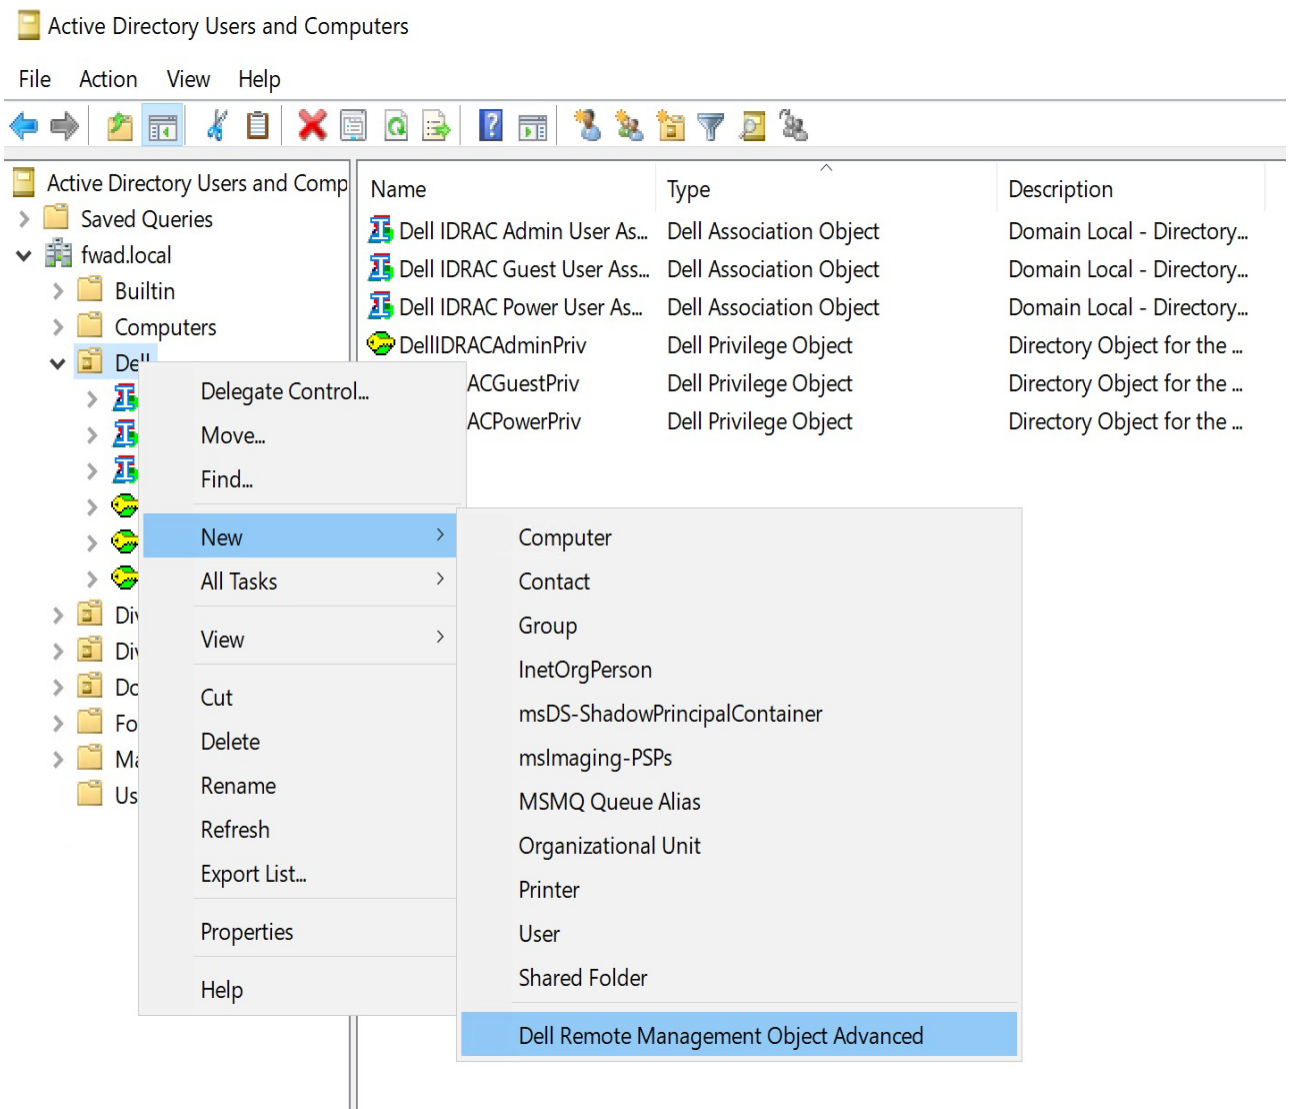 Active Directory Users and Computers
File Action View Help
Active Directory Users and Comp
Saved Queries
fwad.local
Builtin
Computers
Name Type Description
Dell IDRAC Admin User As... Dell Association Object Domain Local - Directory...
Dell IDRAC Guest User Ass... Dell Association Object Domain Local - Directory...
Dell IDRAC Power User As... Dell Association Object Domain Local - Directory...
DellIDRACAdminPriv Dell Privilege Object Directory Object for the ...
ACGuestPriv Dell Privilege Object Directory Object for the ...
ACPowerPriv Dell Privilege Object Directory Object for the ...
Delegate Control...
Move...
Find...
New
All Tasks
View
Cut
Delete
Rename
Refresh
Export List...
Properties
Help
Computer
Contact
Group
InetOrgPerson
msDS-ShadowPrincipalContainer
msImaging-PSPs
MSMQ Queue Alias
Organizational Unit
Printer
User
Shared Folder
Dell Remote Management Object Advanced